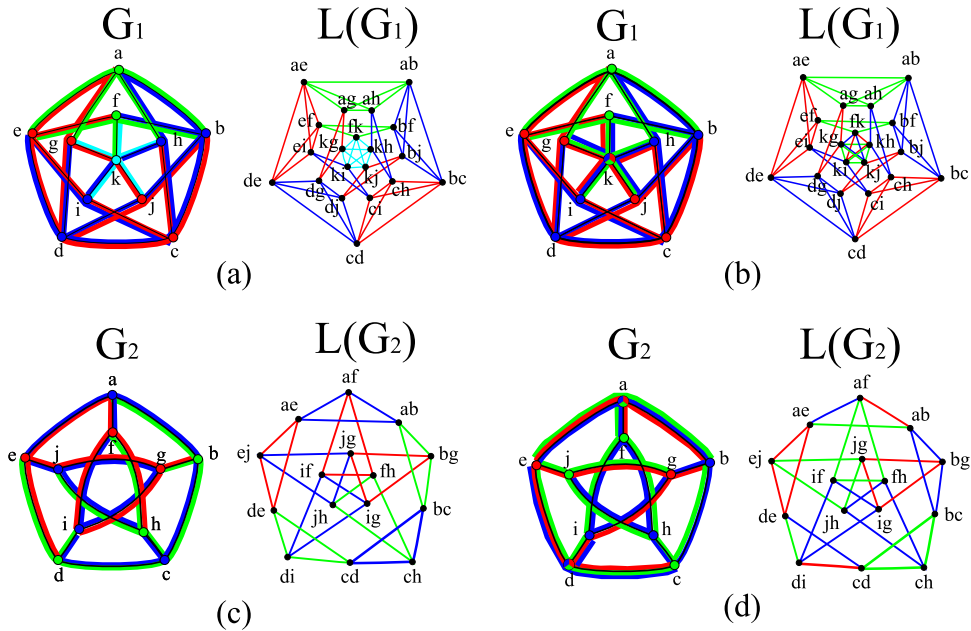 G1 L(G1) G1 L(G1)
a ae ab a ae ab
f ag ah f ag ah
e b ef fk bf e b ef fk bf
g h kg kh g h kg kh
k ei bj k ei bj
de ki kj bc de ki kj bc
i j dg ch i j dg ch
dj ci dj ci
d c d c
cd cd
(a) (b)
G2 L(G2) G2 L(G2)
a af a af
ae ab ae ab
f jg f jg
e j g b ej if fh bg e j g b ej if fh bg
i h de jh ig bc i h de jh ig bc
d c di cd ch d c di cd ch
(c) (d)